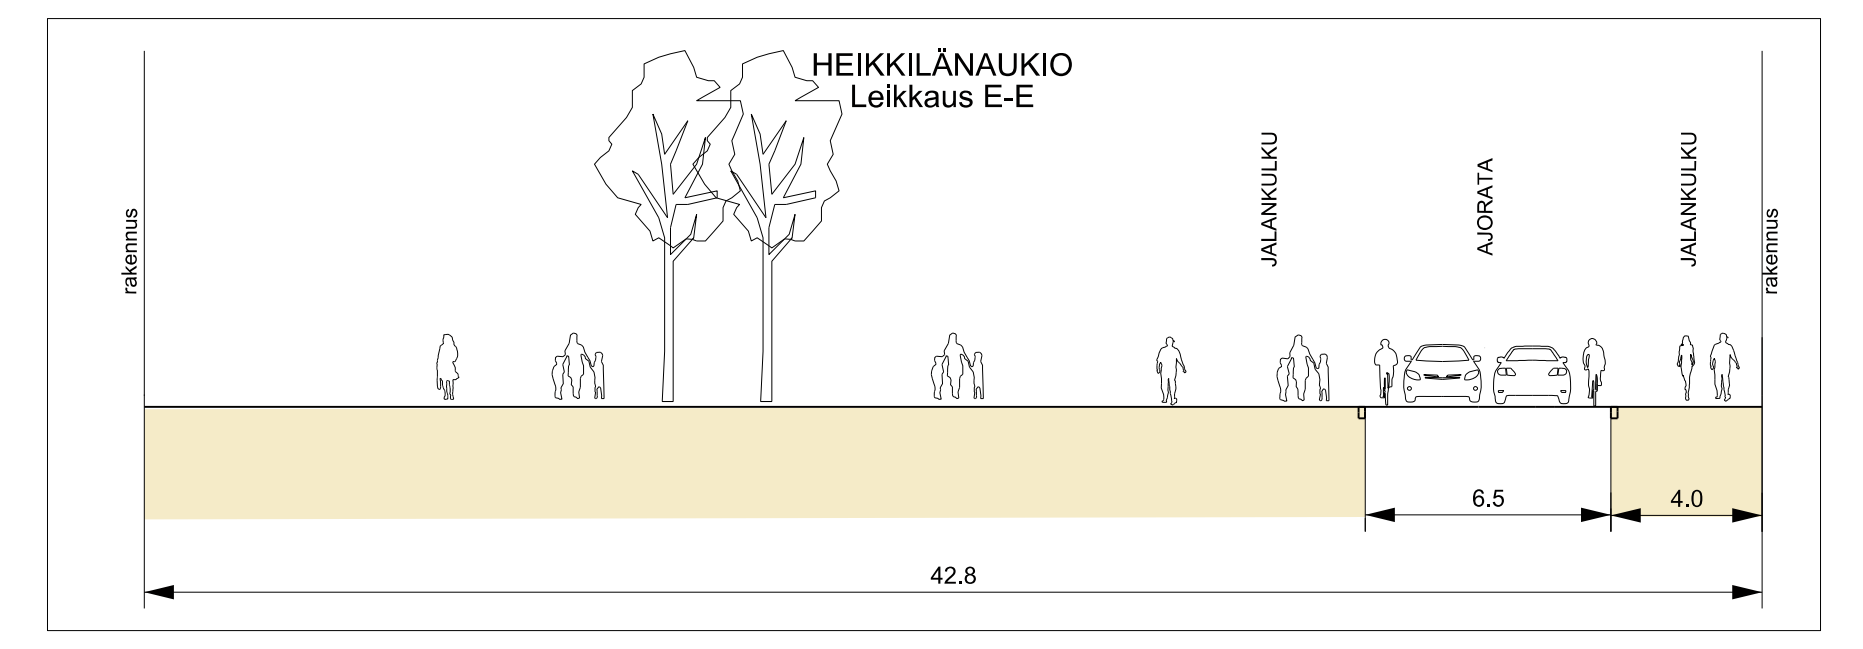 HEIKKILÄNAUKIO
Leikkaus E-E
rakennus
JALANKULKU
AJORATA
JALANKULKU
rakennus
6.5
4.0
42.8